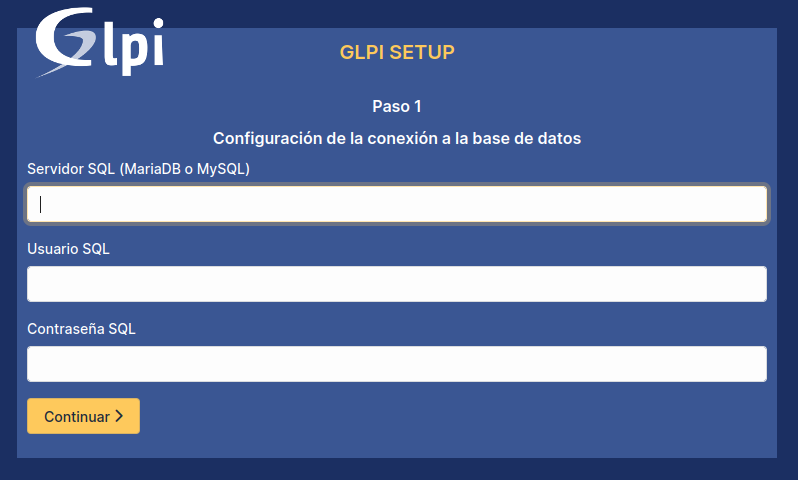 Glpi
GLPI SETUP
Paso 1
Configuración de la conexión a la base de datos
Servidor SQL (MariaDB o MySQL)
Usuario SQL
Contraseña SQL
Continuar